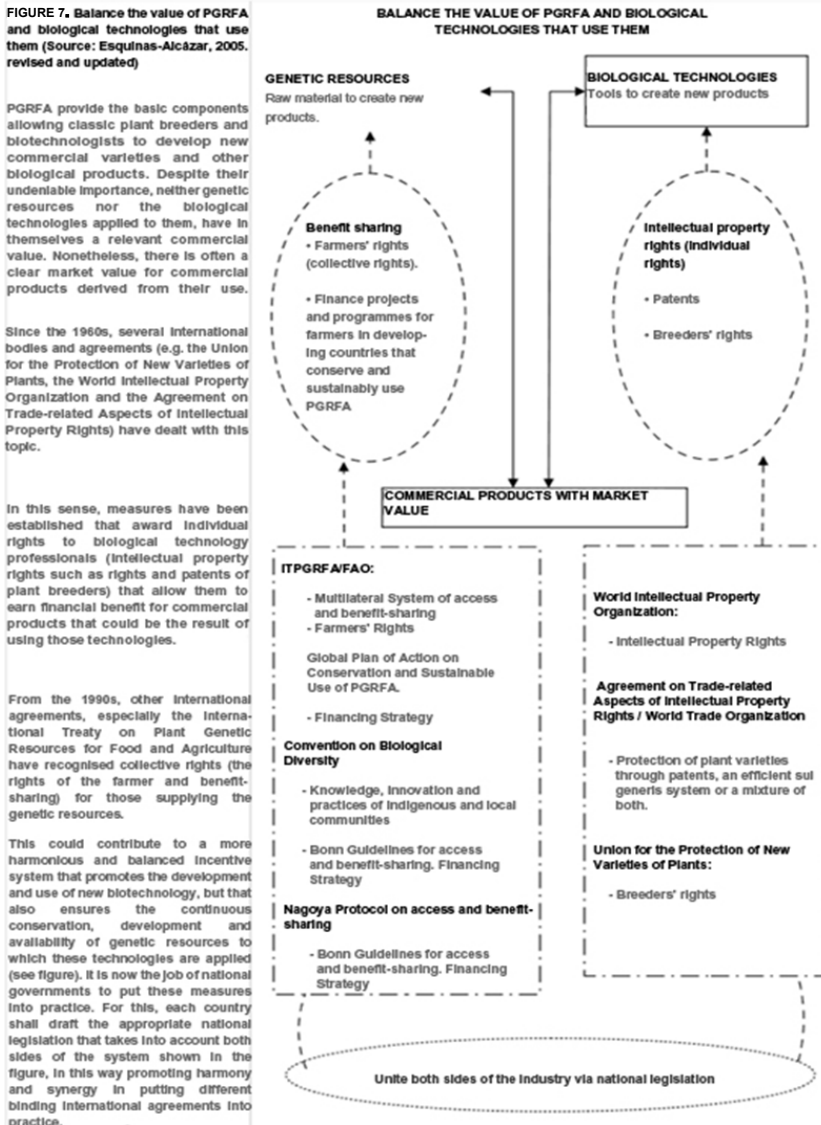 FIGURE 7. Balance the value of PGRFA
and biological technologies that use
them (Source: Esquinas-Alcázar, 2005.
revised and updated)
PGRFA provide the basic components
allowing classic plant breeders and
biotechnologists to develop new
commercial varieties and other
biological products. Despite their
undeniable importance, neither genetic
resources nor the biological
technologies applied to them, have in
themselves a relevant commercial
value. Nonetheless, there is often a
clear market value for commercial
products derived from their use.
Since the 1960s, several international
bodies and agreements (e.g. the Union
for the Protection of New Varieties of
Plants, the World Intellectual Property
Organization and the Agreement on
Trade-related Aspects of Intellectual
Property Rights) have dealt with this
topic.
In this sense, measures have been
established that award individual
rights to biological technology
professionals (intellectual property
rights such as rights and patents of
plant breeders) that allow them to
earn financial benefit for commercial
products that could be the result of
using those technologies.
From the 1990s, other international
agreements, especially the Interna-
tional Treaty on Plant Genetic
Resources for Food and Agriculture
have recognised collective rights (the
rights of the farmer and benefit-
sharing) for those supplying the
genetic resources.
This could contribute to a more
harmonious and balanced incentive
system that promotes the development
and use of new biotechnology, but that
also ensures the continuous
conservation, development and
availability of genetic resources to
which these technologies are applied
(see figure). It is now the job of national
governments to put these measures
into practice. For this, each country
shall draft the appropriate national
legislation that takes into account both
sides of the system shown in the
figure, in this way promoting harmony
and synergy in putting different
binding international agreements into
practice.
BALANCE THE VALUE OF PGRFA AND BIOLOGICAL
TECHNOLOGIES THAT USE THEM
GENETIC RESOURCES
Raw material to create new
products.
BIOLOGICAL TECHNOLOGIES
Tools to create new products
Benefit sharing
• Farmers' rights
(collective rights).
• Finance projects
and programmes for
farmers in develop-
ing countries that
conserve and
sustainably use
PGRFA
Intellectual property
rights (individual
rights)
• Patents
• Breeders' rights
COMMERCIAL PRODUCTS WITH MARKET
VALUE
ITPGRFA/FAO:
- Multilateral System of access
and benefit-sharing
- Farmers' Rights
Global Plan of Action on
Conservation and Sustainable
Use of PGRFA.
- Financing Strategy
Convention on Biological
Diversity
- Knowledge, innovation and
practices of indigenous and local
communities
- Bonn Guidelines for access
and benefit-sharing. Financing
Strategy
Nagoya Protocol on access and benefit-
sharing
- Bonn Guidelines for access
and benefit-sharing. Financing
Strategy
World Intellectual Property
Organization:
- Intellectual Property Rights
Agreement on Trade-related
Aspects of Intellectual Property
Rights / World Trade Organization
- Protection of plant varieties
through patents, an efficient sui
generis system or a mixture of
both.
Union for the Protection of New
Varieties of Plants:
- Breeders' rights
Unite both sides of the industry via national legislation